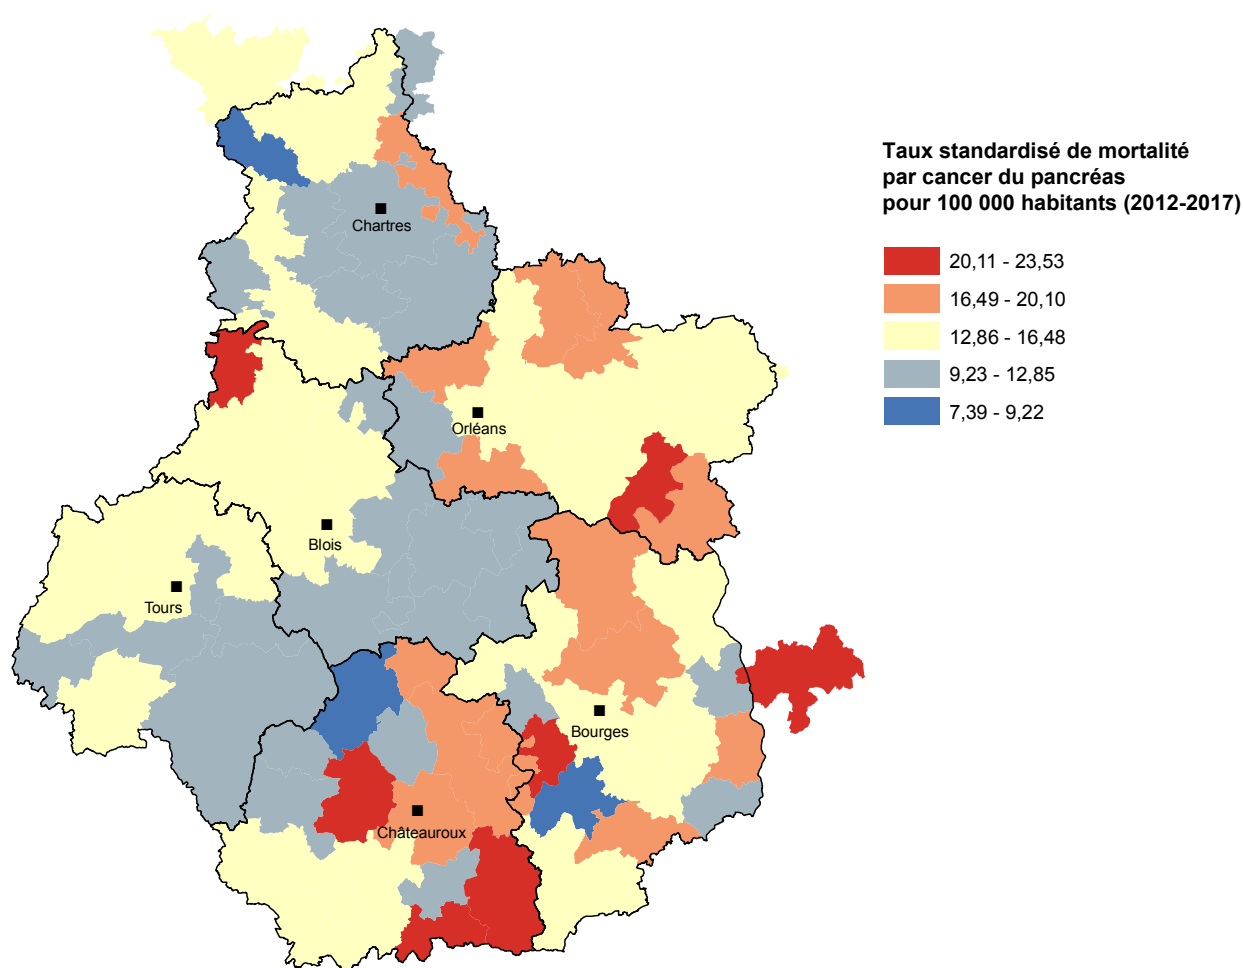 Taux standardisé de mortalité
par cancer du pancréas
pour 100 000 habitants (2012-2017)
20,11 - 23,53
16,49 - 20,10
12,86 - 16,48
9,23 - 12,85
7,39 - 9,22
Chartres
Orléans
Blois
Tours
Bourges
Châteauroux